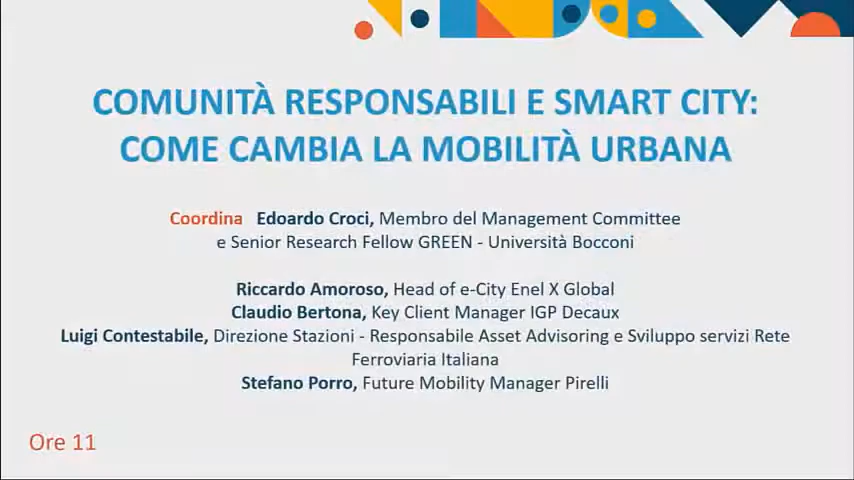 COMUNITÀ RESPONSABILI E SMART CITY:
COME CAMBIA LA MOBILITÀ URBANA
Coordina Edoardo Croci, Membro del Management Committee
e Senior Research Fellow GREEN - Università Bocconi
Riccardo Amoroso, Head of e-City Enel X Global
Claudio Bertona, Key Client Manager IGP Decaux
Luigi Contestabile, Direzione Stazioni - Responsabile Asset Advisoring e Sviluppo servizi Rete
Ferroviaria Italiana
Stefano Porro, Future Mobility Manager Pirelli
Ore 11